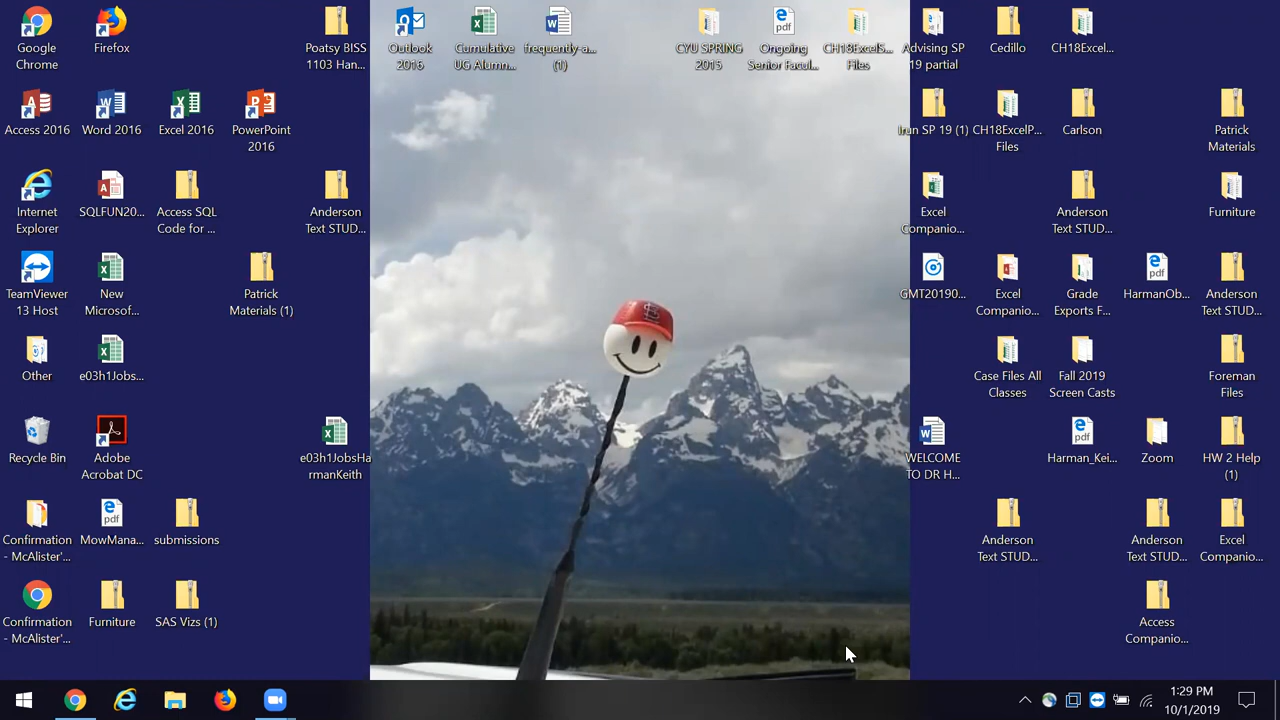 Google
Chrome
Firefox
Poatsy BISS
1103 Han...
Outlook
2016
Cumulative
UG Alumn...
frequently-a...
(1)
CYU SPRING
2015
Ongoing
Senior Facul...
CH18ExcelS...
Files
Advising SP
19 partial
Cedillo
CH18Excel...
Access 2016
Word 2016
Excel 2016
PowerPoint
2016
Irun SP 19 (1)
CH18ExcelP...
Files
Carlson
Patrick
Materials
Internet
Explorer
SQLFUN20...
Access SQL
Code for ...
Anderson
Text STUD...
Excel
Companio...
Anderson
Text STUD...
Furniture
TeamViewer
13 Host
New
Microsof...
Patrick
Materials (1)
GMT20190...
Excel
Companio...
Grade
Exports F...
HarmanOb...
Anderson
Text STUD...
Other
e03h1Jobs...
Case Files All
Classes
Fall 2019
Screen Casts
Foreman
Files
Recycle Bin
Adobe
Acrobat DC
e03h1JobsHa
rmanKeith
WELCOME
TO DR H...
Harman_Kei...
Zoom
HW 2 Help
(1)
Confirmation
- McAlister'...
MowMana...
submissions
Anderson
Text STUD...
Anderson
Text STUD...
Excel
Companio...
Confirmation
- McAlister'...
Furniture
SAS Vizs (1)
Access
Companio...
1:29 PM
10/1/2019